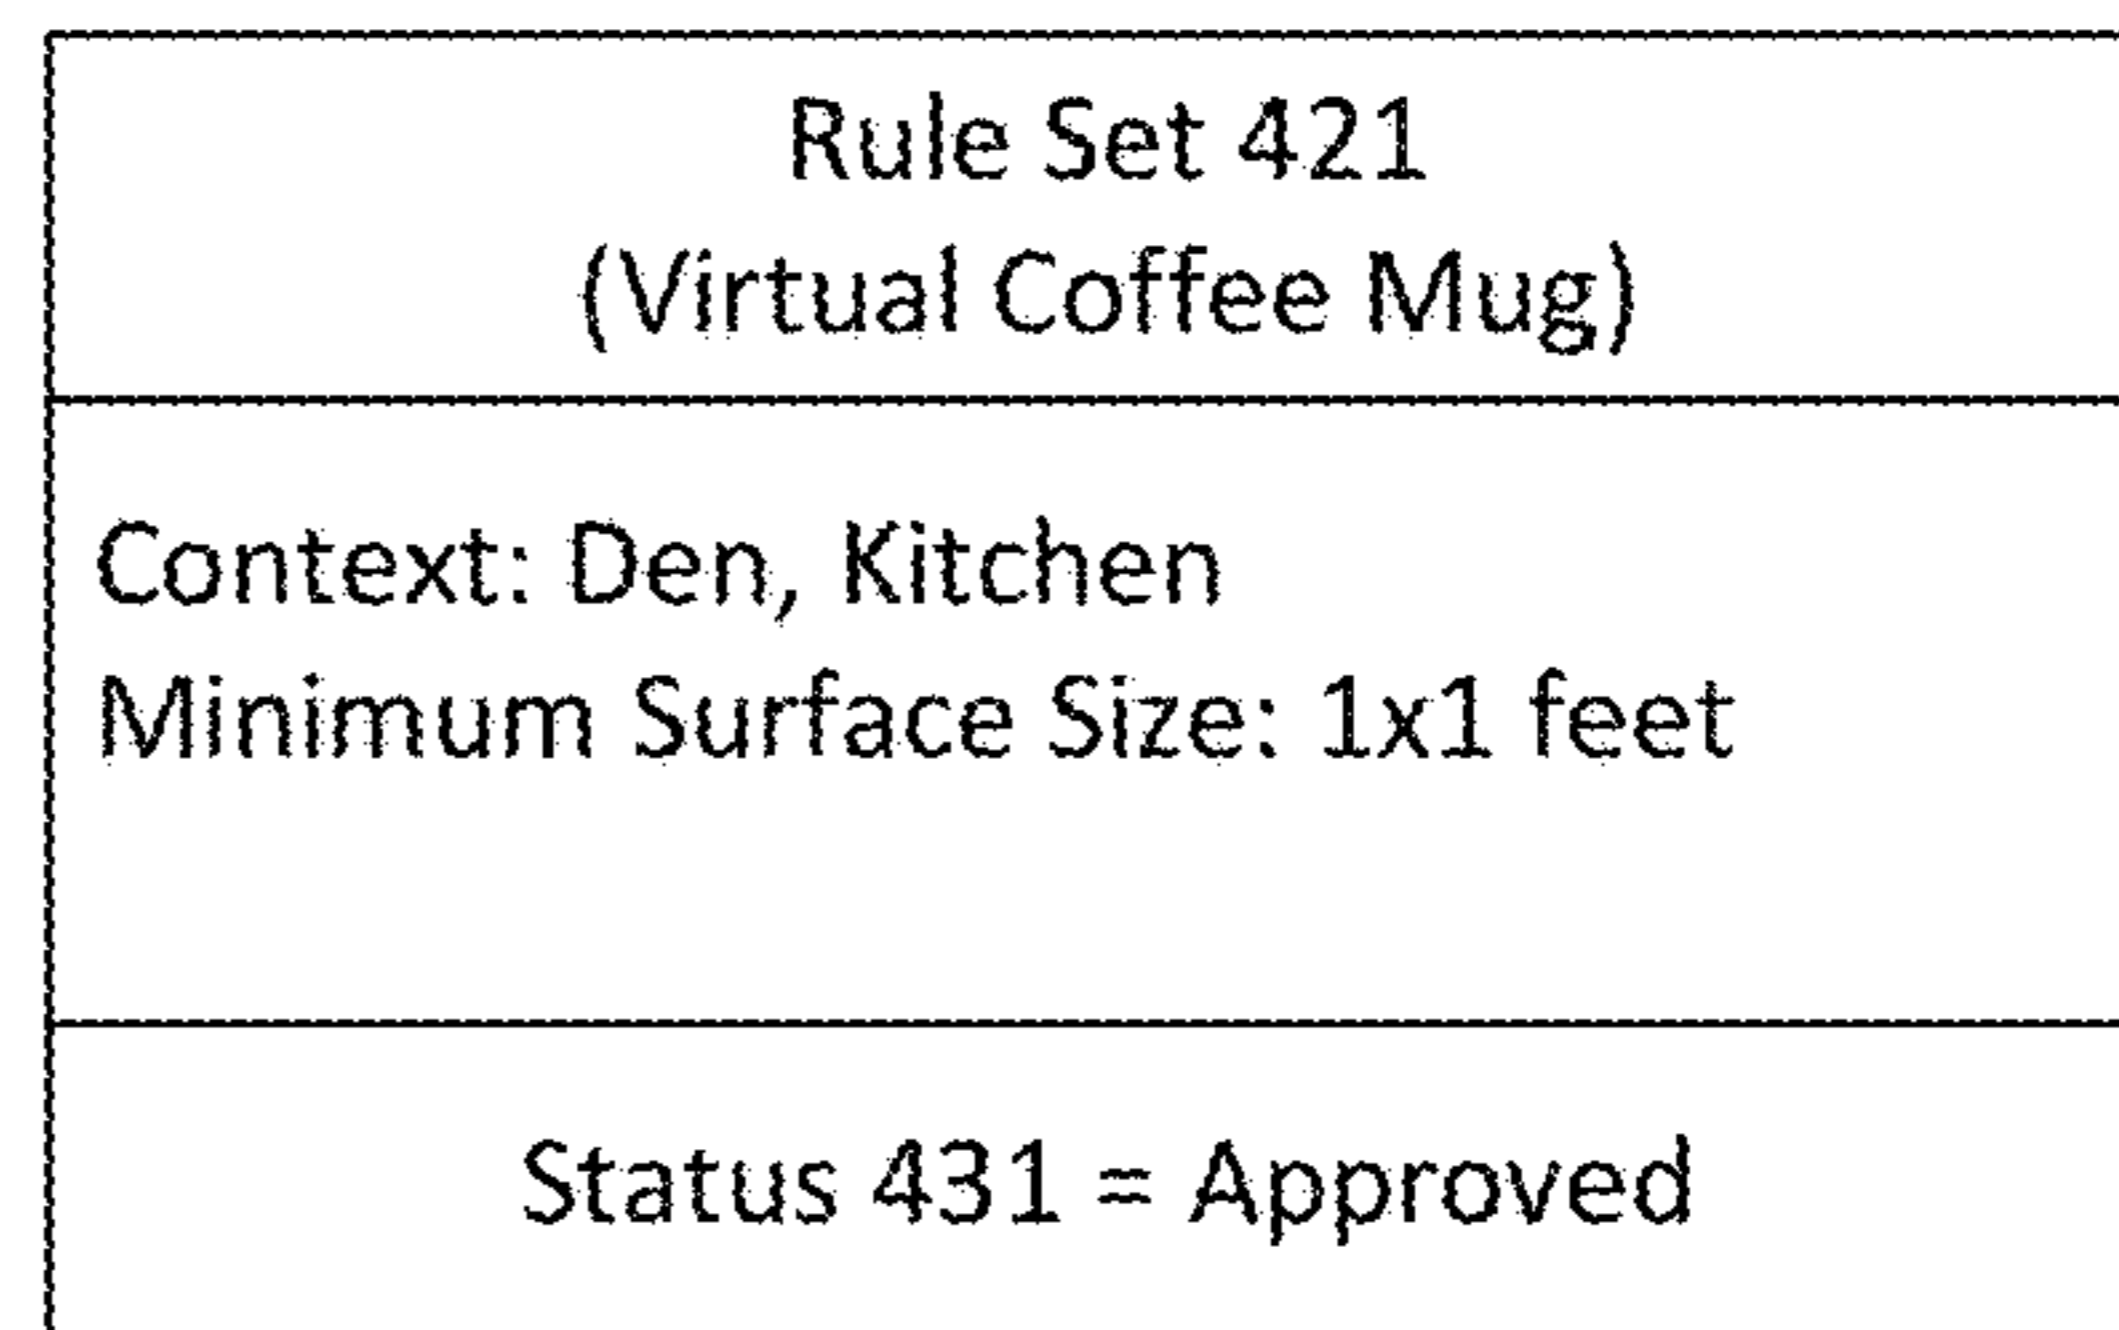 Rule Set 421
(Virtual Coffee Mug)
Context: Den, Kitchen
Minimum Surface Size: 1x1 feet
Status 431 = Approved